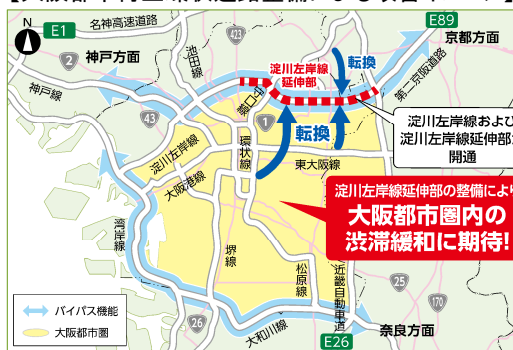 E1
名神高速道路
E89
京都方面
N
池田線
423
2
神戸方面
神戸線
淀川左岸線
延伸部
転換
第二京阪道路
守口線
43
1
転換
淀川左岸線および
淀川左岸線延伸部
開通
淀川左岸線
環状線
東大阪線
大阪港線
淀川左岸線延伸部の整備により
大阪都市圏内の
渋滞緩和に期待!
湾岸線
堺線
松原線
近畿自動車道
25
170
バイパス機能
大阪都市圏
26
大和川線
奈良方面
E26